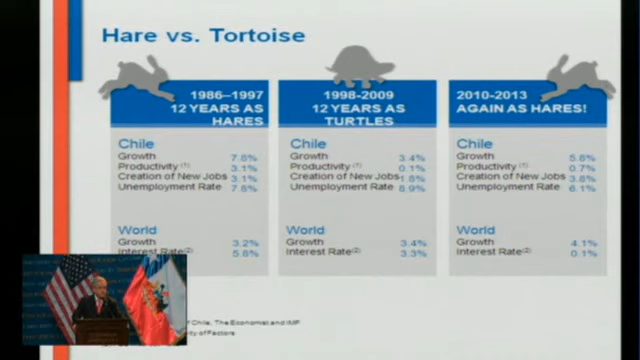 Hare vs. Tortoise
1986–1997
12 YEARS AS
HARES
Chile
Growth 7.8%
Productivity (1) 3.1%
Creation of New Jobs 3.1%
Unemployment Rate 7.8%
World
Growth 3.2%
Interest Rate(2) 5.8%
1998-2009
12 YEARS AS
TURTLES
Chile
Growth 3.4%
Productivity (1) 0.1%
Creation of New Jobs 1.8%
Unemployment Rate 8.9%
World
Growth 3.4%
Interest Rate(2) 3.3%
2010-2013
AGAIN AS HARES!
Chile
Growth 5.8%
Productivity (1) 0.7%
Creation of New Jobs 3.8%
Unemployment Rate 6.1%
World
Growth 4.1%
Interest Rate(2) 0.1%
of Chile, The Economist and IMF
of Factors